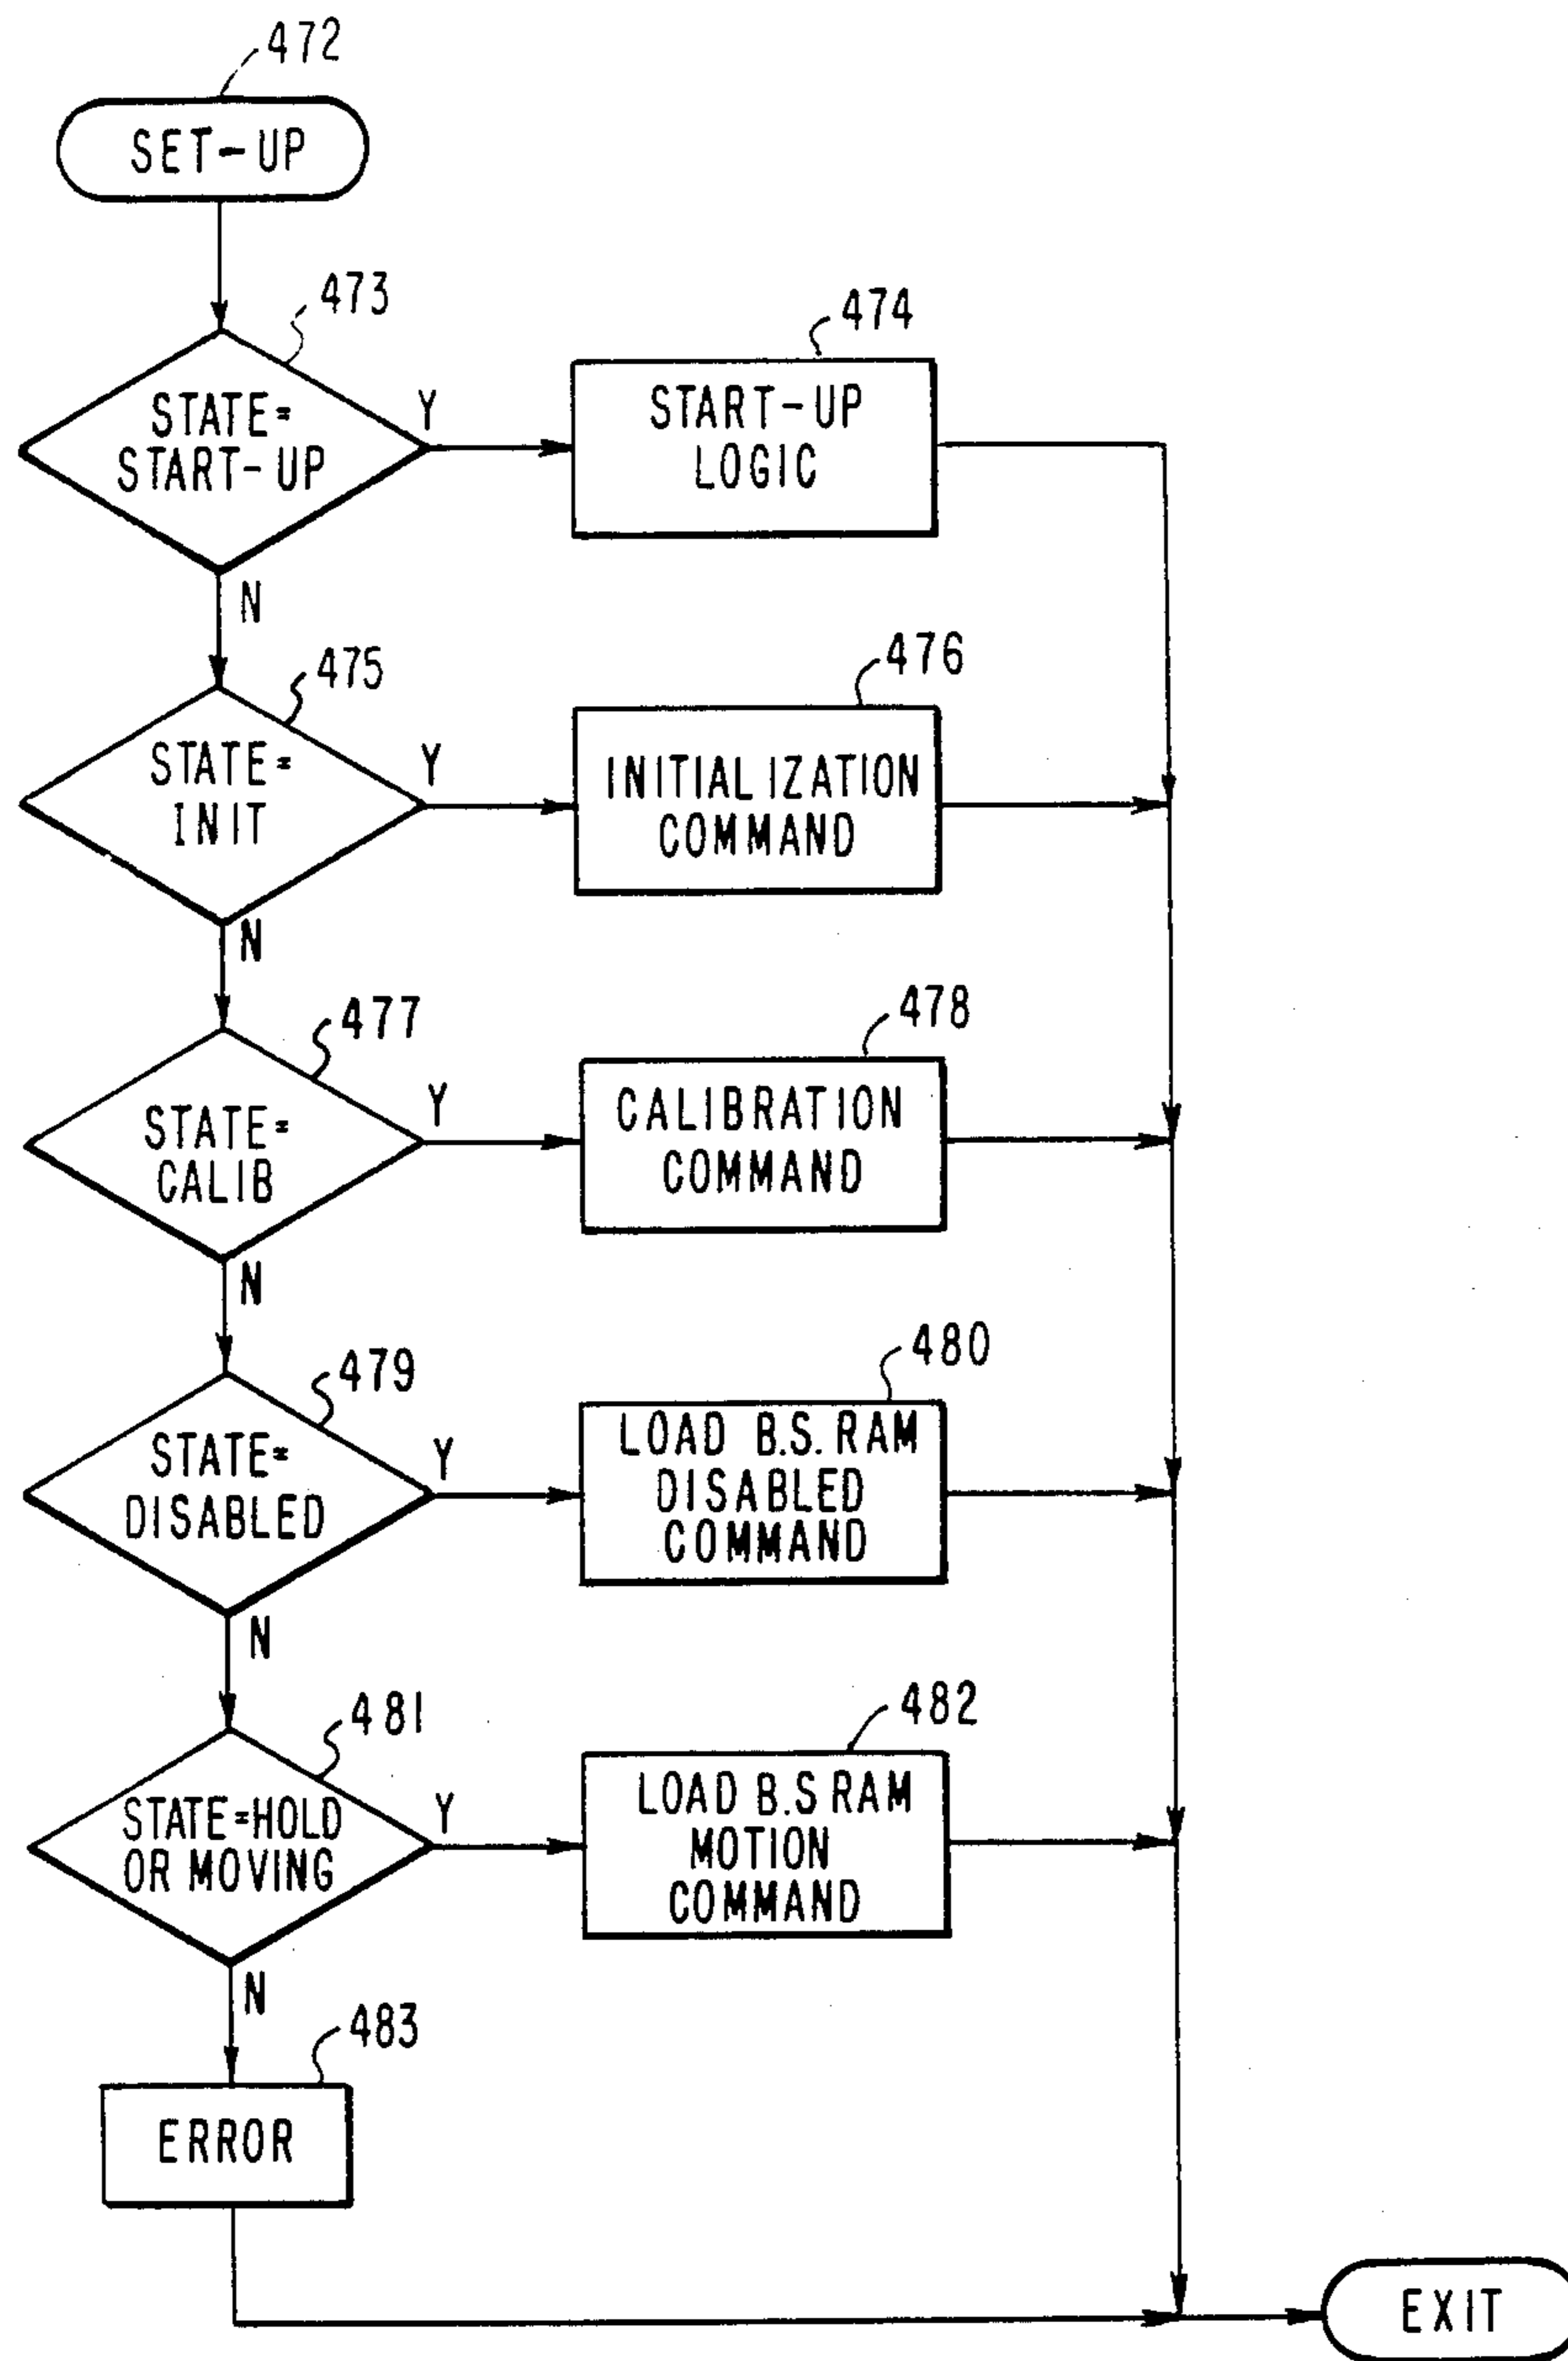 472
SET-UP
473
474
STATE=
START-UP
Y
START-UP
LOGIC
N
475
476
STATE=
INIT
Y
INITIALIZATION
COMMAND
N
477
478
STATE=
CALIB
Y
CALIBRATION
COMMAND
N
479
480
STATE=
DISABLED
Y
LOAD B.S. RAM
DISABLED
COMMAND
N
481
482
STATE=HOLD
OR MOVING
Y
LOAD B.S RAM
MOTION
COMMAND
N
483
ERROR
EXIT